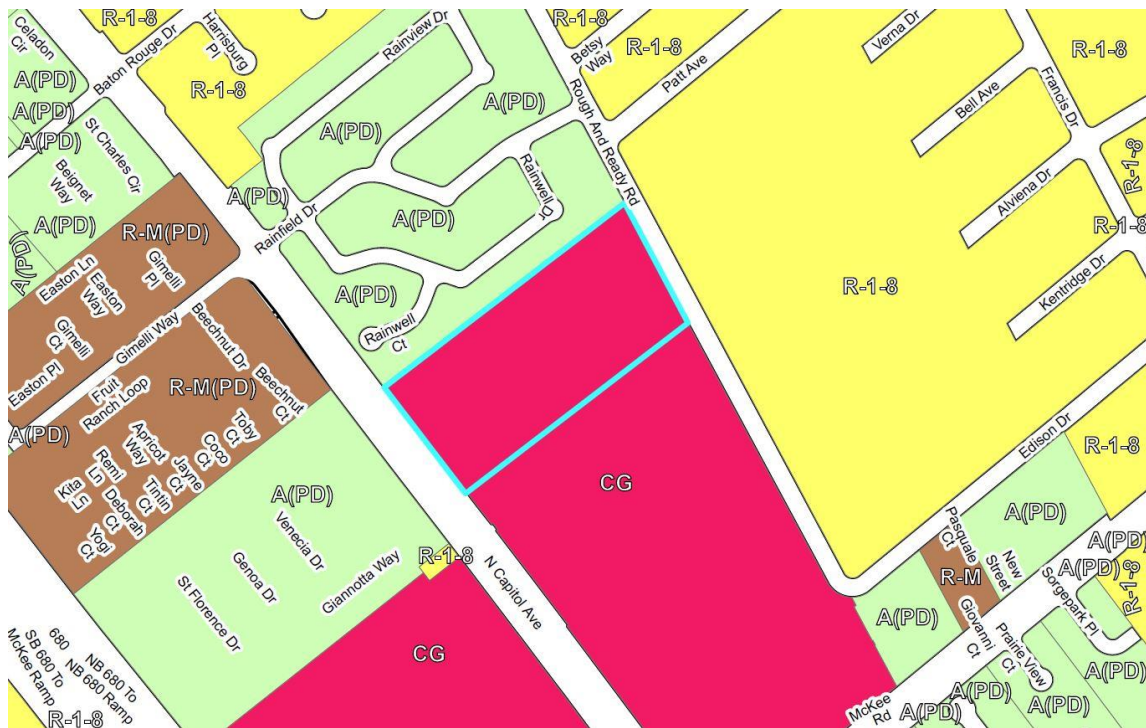 R-1-8
Celadon
Cir
Harrisburg
Pl
Baton Rouge Dr
Rainview Dr
R-1-8
Betsy
Way
R-1-8
Verna Dr
R-1-8
A(PD)
R-1-8
Patt Ave
Francis Dr
Bell Ave
A(PD)
A(PD)
A(PD)
A(PD)
St Charles Cir
Rough And Ready Rd
Beignet
Way
A(PD)
Rainwell
Dr
R-1-8
Alviena Dr
A(PD)
A(PD)
R-M(PD)
Rainfield Dr
R-1-8
A(PD)
Easton Ln
Easton
Way
Gimelli
Pl
Kentridge Dr
R-1-8
A(PD)
Gimelli
Ct
Gimelli Way
Beechnut Dr
Rainwell
Ct
Easton Pl
Fruit
Ranch Loop
R-M(PD)
Beechnut
Ct
A(PD)
Apricot
Way
Toby
Ct
Coco
Ct
Jayne
Ct
Remi
Ln
Kita
Ln
Tintin
Ct
Deborah
Ct
Yogi
Ct
Edison Dr
R-1-8
CG
A(PD)
Venecia Dr
Genoa Dr
Giannotta Way
St Florence Dr
R-1-8
N Capitol Ave
Pasquale
Ct
A(PD)
New
Street
A(PD)
R-M
A(PD)
R-1-8
Sorgepark Pl
A(PD)
Giovanni
Ct
Prairie View
Ct
CG
680
SB 680 To
McKee Ramp
NB 680 To
NB 680 Ramp
A(PD)
A(PD)
McKee
Rd
A(PD)
R-1-8